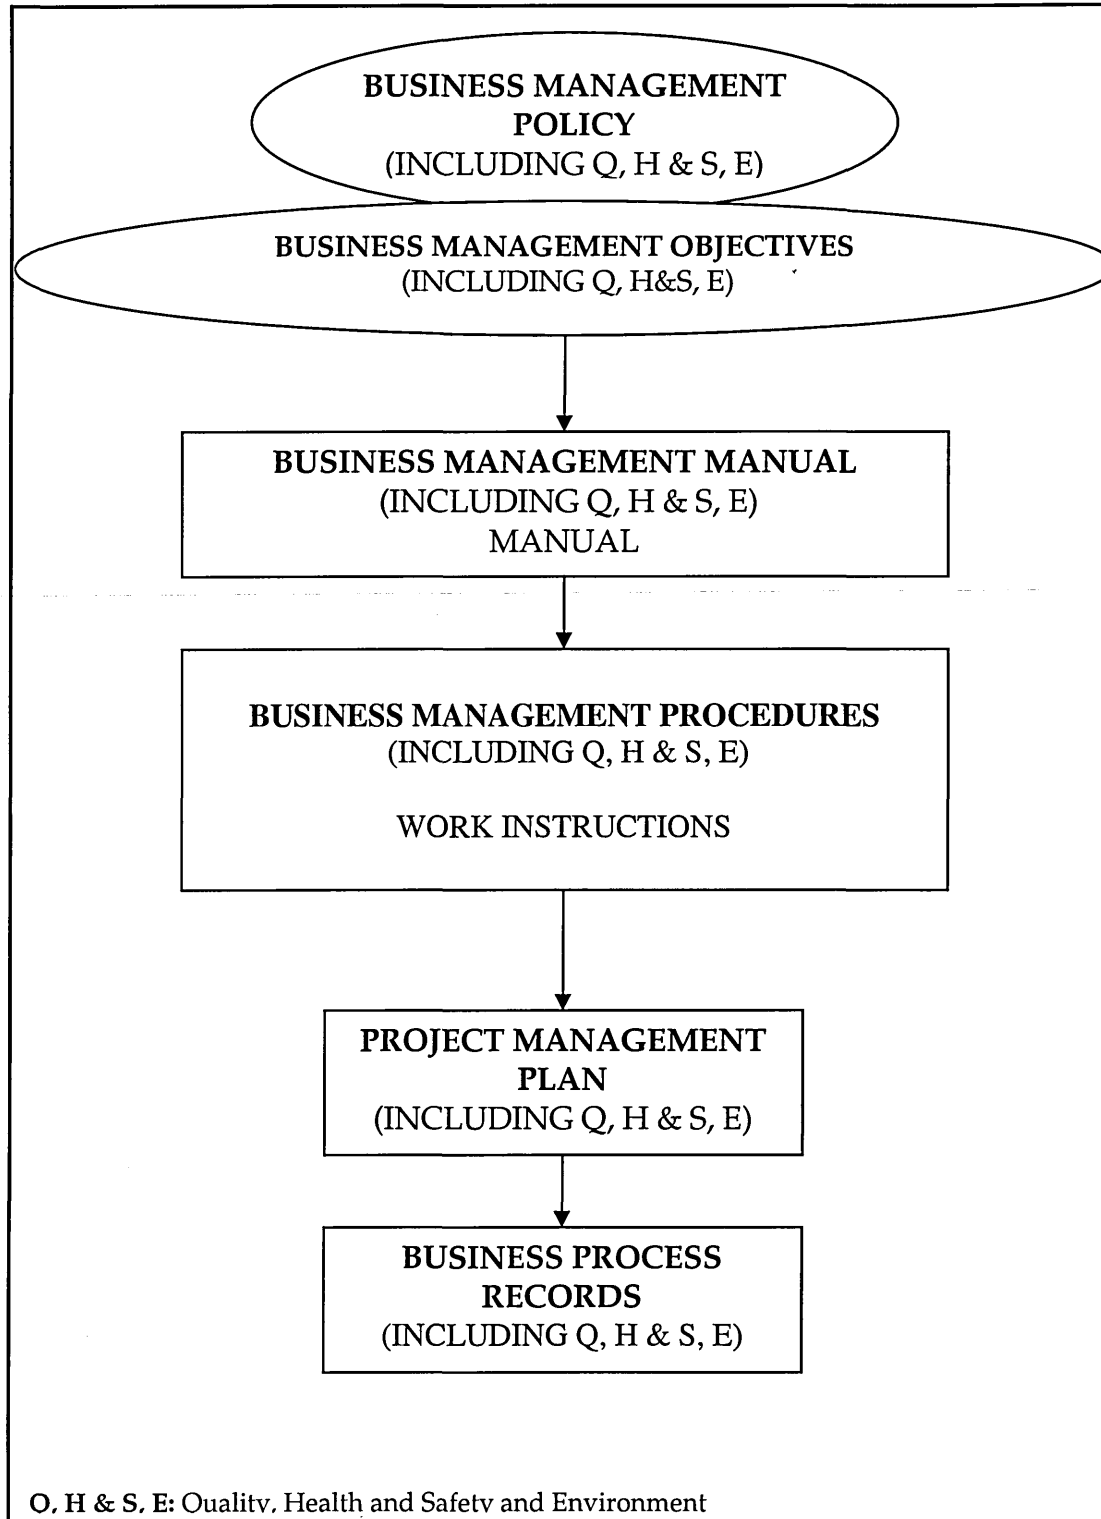 BUSINESS MANAGEMENT
POLICY
(INCLUDING Q, H & S, E)
BUSINESS MANAGEMENT OBJECTIVES
(INCLUDING Q, H&S, E)
BUSINESS MANAGEMENT MANUAL
(INCLUDING Q, H & S, E)
MANUAL
BUSINESS MANAGEMENT PROCEDURES
(INCLUDING Q, H & S, E)
WORK INSTRUCTIONS
PROJECT MANAGEMENT
PLAN
(INCLUDING Q, H & S, E)
BUSINESS PROCESS
RECORDS
(INCLUDING Q, H & S, E)
Q, H & S, E: Quality, Health and Safety and Environment